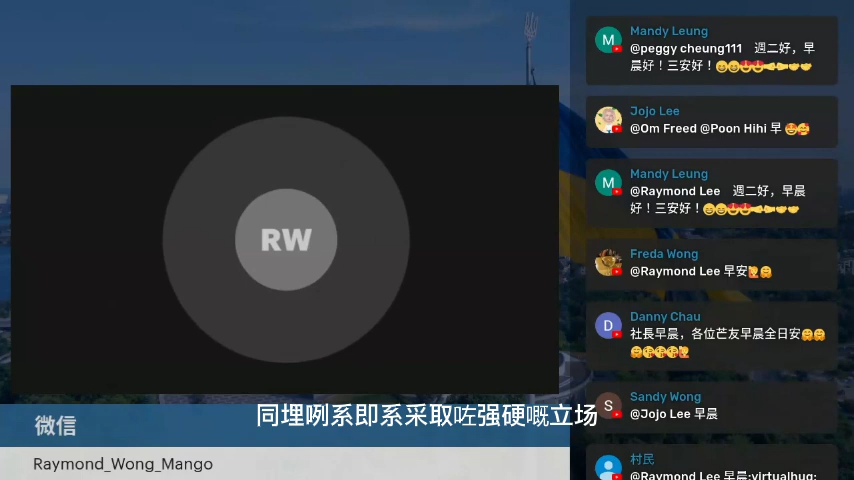 RW
同埋咧系即系采取咗强硬嘅立场
微信
Raymond_Wong_Mango
M
Mandy Leung
@peggy cheung111 週二好，早
晨好！三安好！😄😄😍😍🤜🤛🤝🤝
Jojo Lee
@Om Freed @Poon Hihi 早 😍🥰
M
Mandy Leung
@Raymond Lee 週二好，早晨
好！三安好！😄😄😍😍🤜🤛🤝🤝
Freda Wong
@Raymond Lee 早安🙋🤗
D
Danny Chau
社長早晨，各位芒友早晨全日安🤗🤗
🤗😘😘😘🙋
S
Sandy Wong
@Jojo Lee 早晨
村民
@Raymond Lee 早晨:virtualhug: